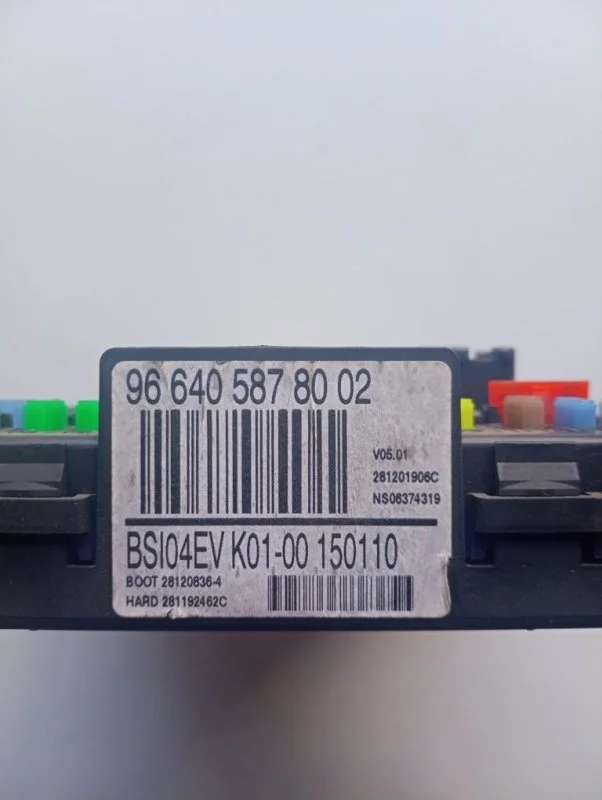 96 640 587 80 02
V05.01
281201906C
NS06374319
BSI04EV K01-00 150110
BOOT 28120836-4
HARD 281192462C